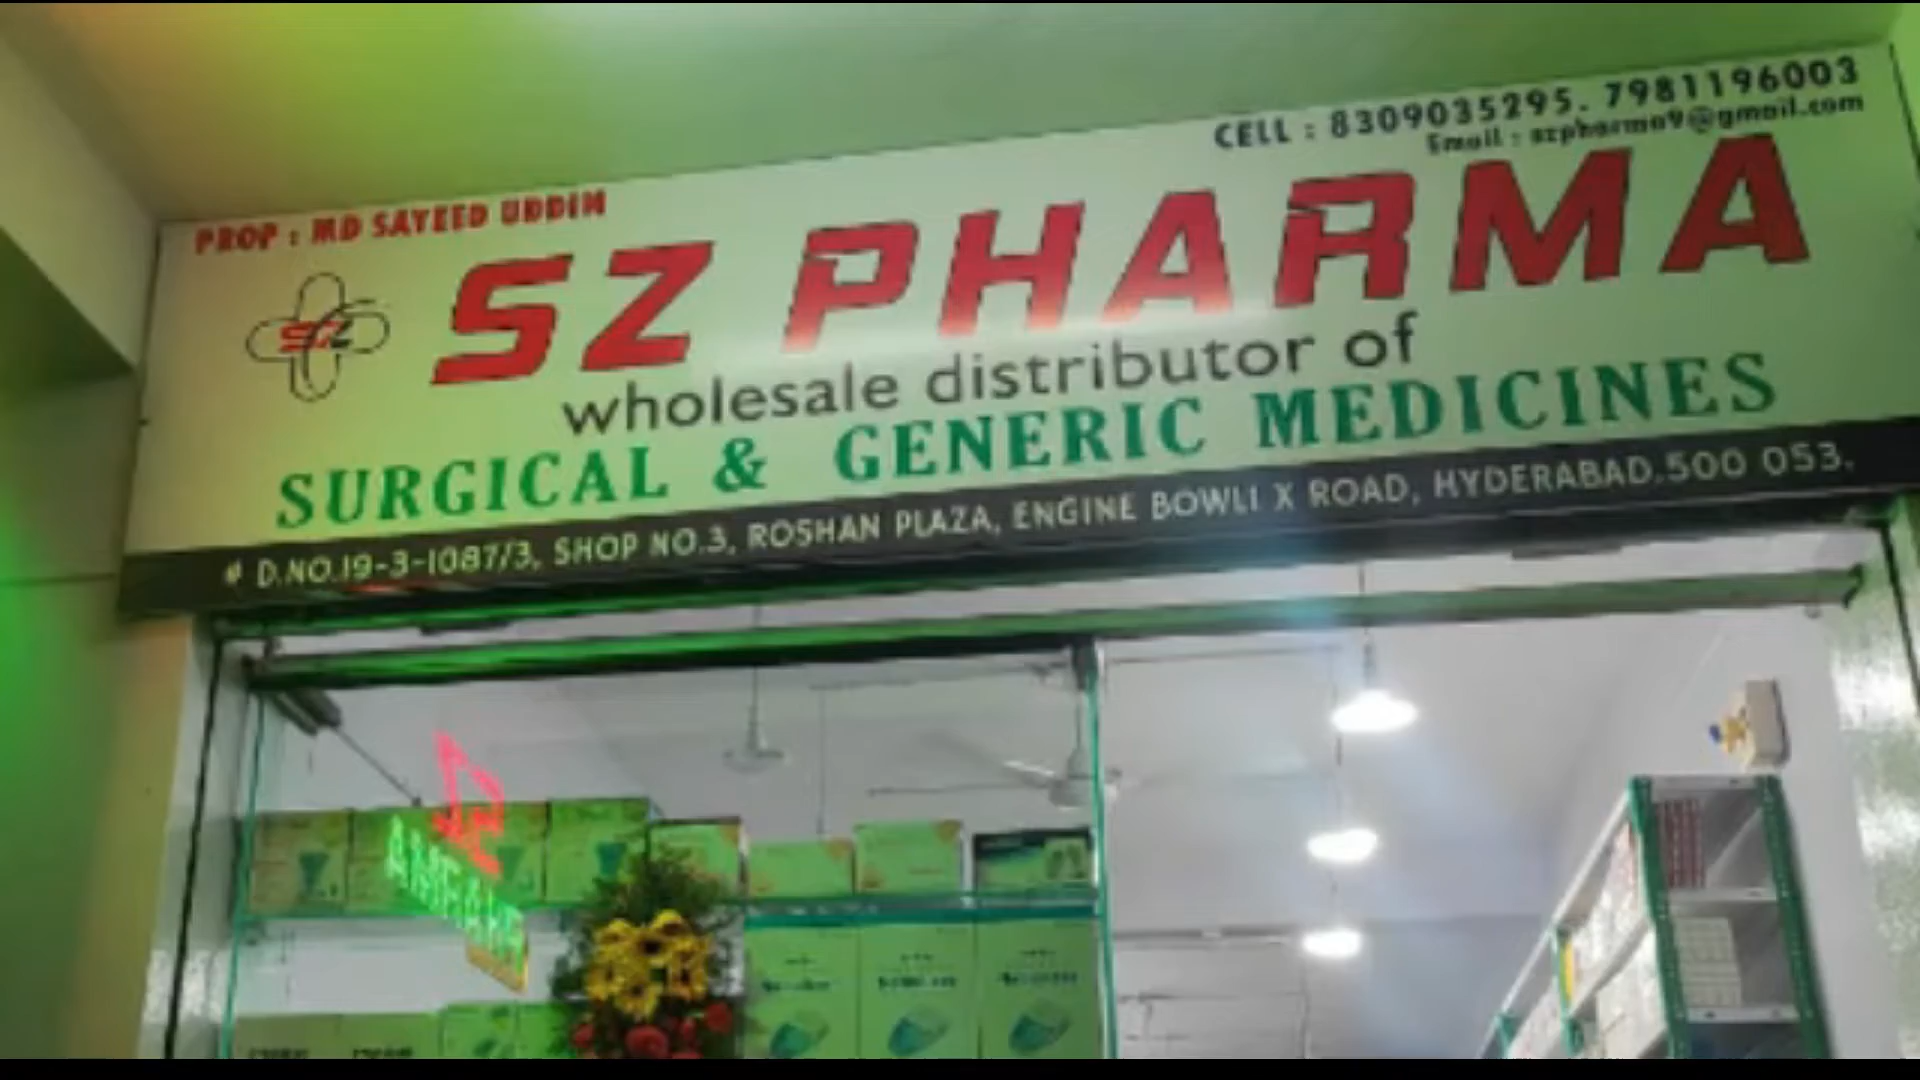 PROP : MD SAYEED UDDIN
CELL : 8309035295. 7981196003
Email : szpharma9@gmail.com
SZ
SZ PHARMA
wholesale distributor of
SURGICAL & GENERIC MEDICINES
# D.NO.19-3-1087/3, SHOP NO.3, ROSHAN PLAZA, ENGINE BOWLI X ROAD, HYDERABAD.500 053.
PHARMA